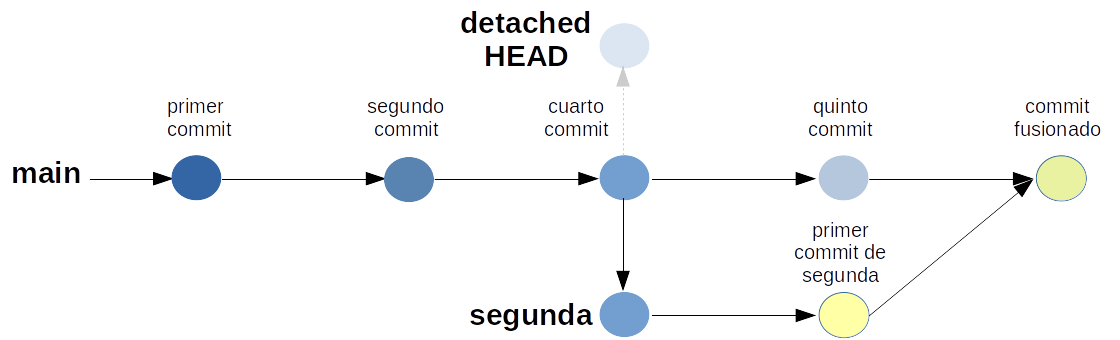 detached
HEAD
primer
commit
segundo
commit
cuarto
commit
quinto
commit
commit
fusionado
main
primer
commit de
segunda
segunda